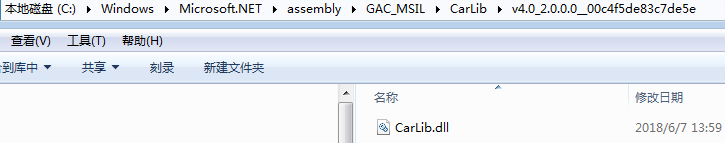 本地磁盘 (C:) ▸ Windows ▸ Microsoft.NET ▸ assembly ▸ GAC_MSIL ▸ CarLib ▸ v4.0_2.0.0.0__00c4f5de83c7de5e
查看(V) 工具(T) 帮助(H)
到库中 共享 刻录 新建文件夹
名称 修改日期
CarLib.dll 2018/6/7 13:59